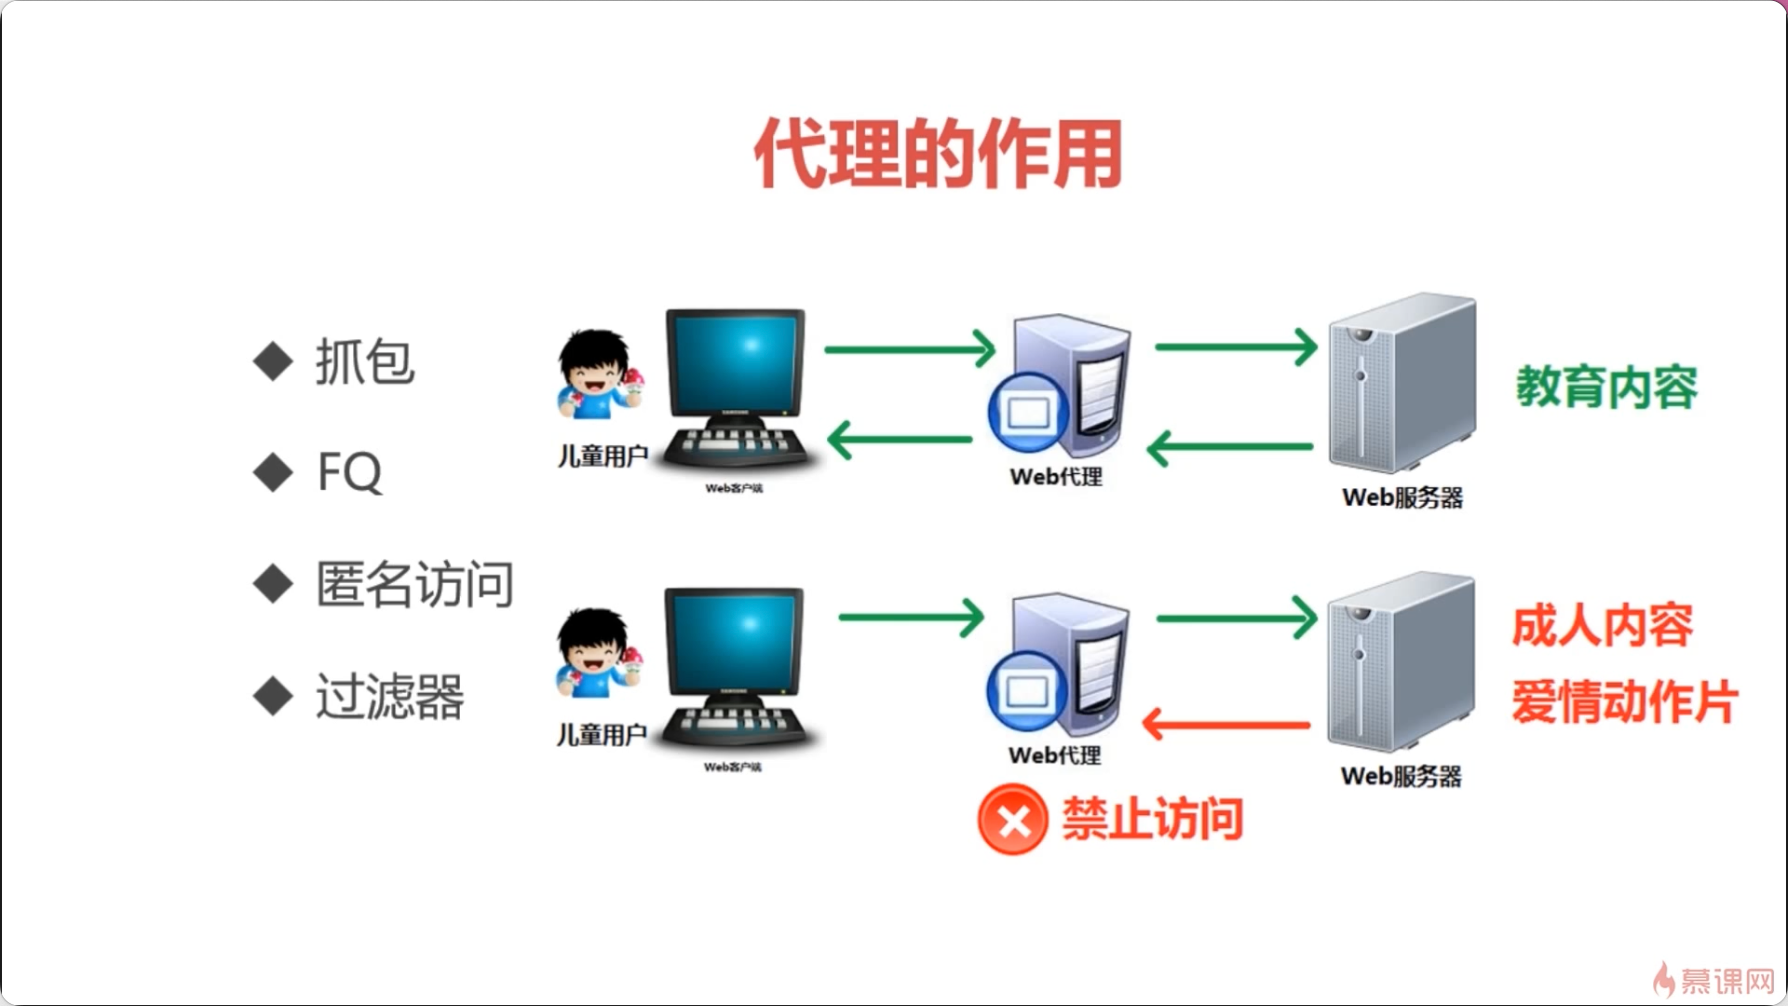 代理的作用
抓包
FQ
匿名访问
过滤器
儿童用户
Web客户端
Web代理
Web服务器
教育内容
儿童用户
Web客户端
Web代理
Web服务器
成人内容
爱情动作片
禁止访问
慕课网